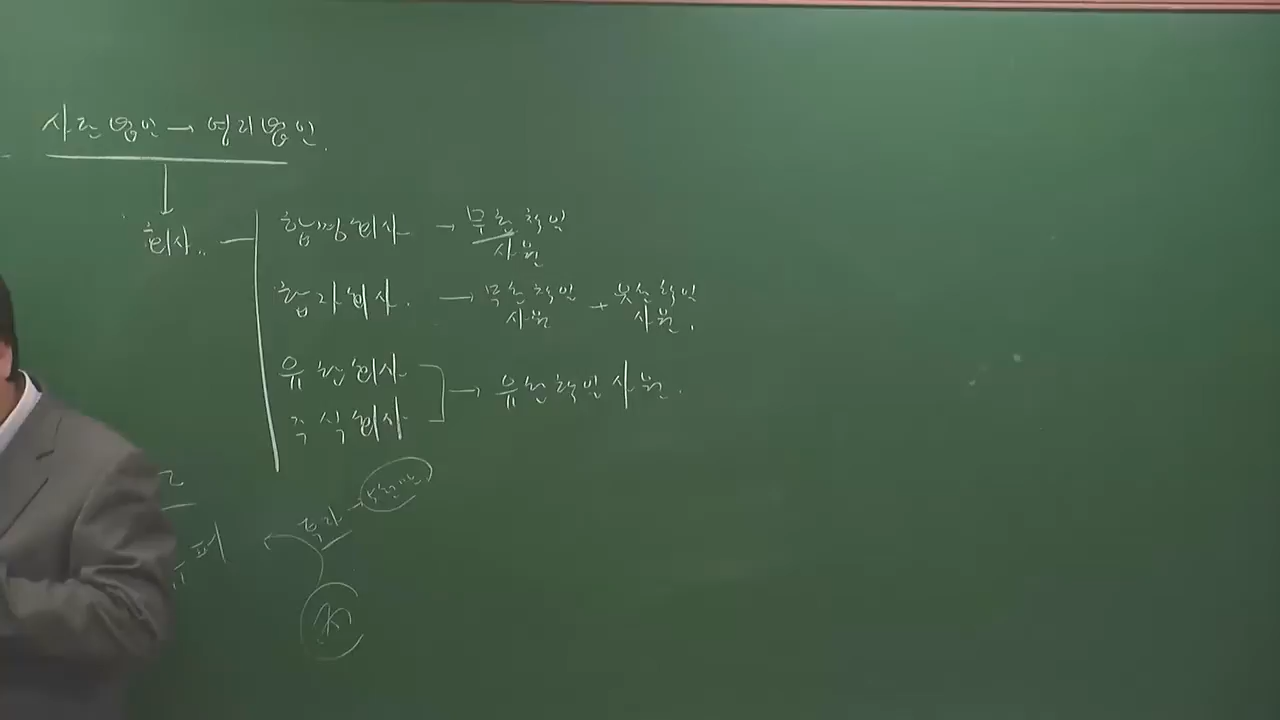 사단법인 → 영리법인.
회사.. 
합명회사 → 무한책임
사원
합자회사. → 무한책임 + 유한책임
사원 사원.
유한회사
주식회사 → 유한책임사원.